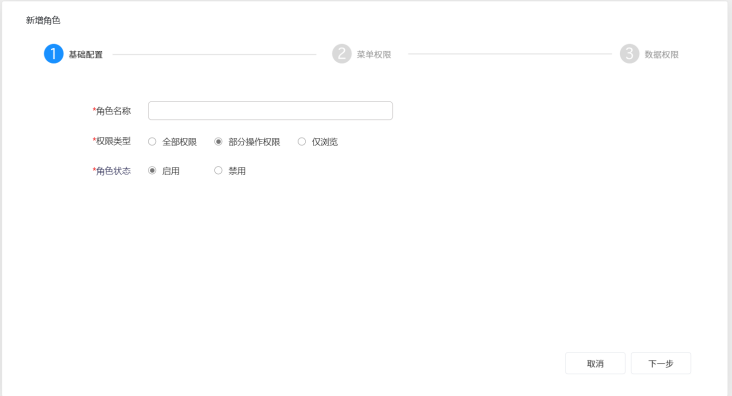 新增角色
1 基础配置 2 菜单权限 3 数据权限
*角色名称
*权限类型 全部权限 部分操作权限 仅浏览
*角色状态 启用 禁用
取消 下一步